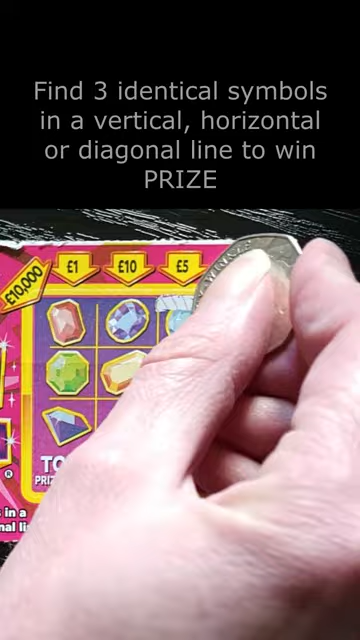 Find 3 identical symbols
in a vertical, horizontal
or diagonal line to win
PRIZE
£10,000
£1
£10
£5
TO
PRIZ
®
in a
nal li